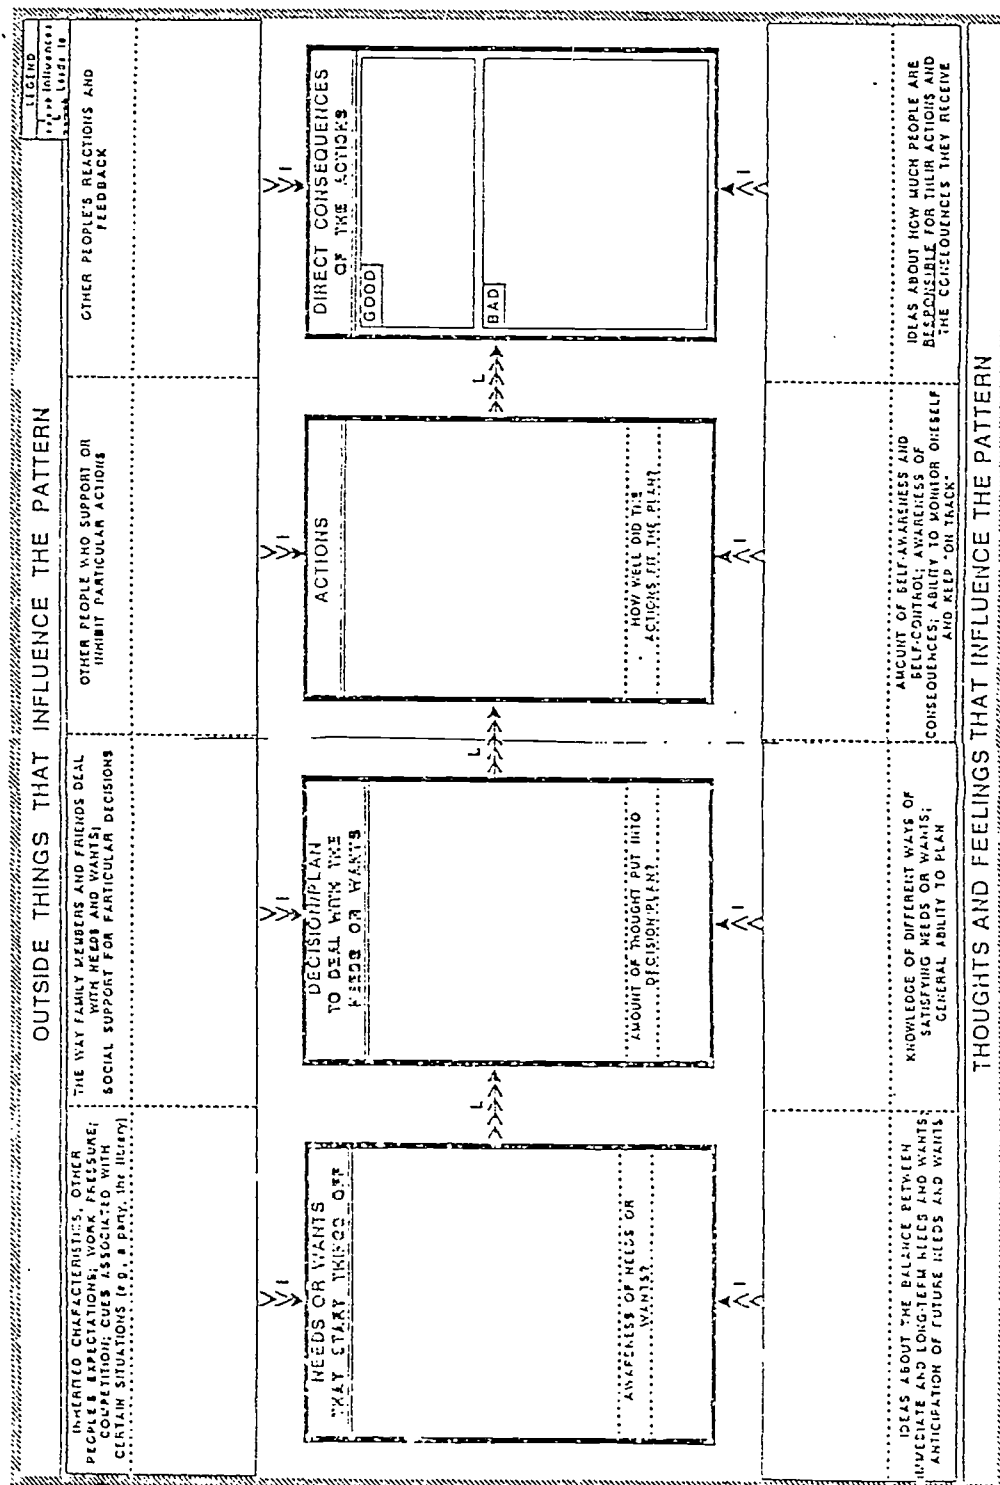 OUTSIDE THINGS THAT INFLUENCE THE PATTERN
LEGEND
Influences
Leads to
INHERITED CHARACTERISTICS, OTHER
PEOPLE'S EXPECTATIONS; WORK PRESSURE;
COMPETITION; CUES ASSOCIATED WITH
CERTAIN SITUATIONS (e.g., a party, the library)
THE WAY FAMILY MEMBERS AND FRIENDS DEAL
WITH NEEDS AND WANTS;
SOCIAL SUPPORT FOR PARTICULAR DECISIONS
OTHER PEOPLE WHO SUPPORT OR
INHIBIT PARTICULAR ACTIONS
OTHER PEOPLE'S REACTIONS AND
FEEDBACK
I
I
I
I
NEEDS OR WANTS
THAT START THINGS OFF
AWARENESS OF NEEDS OR
WANTS?
L
DECISION/PLAN
TO DEAL WITH THE
NEEDS OR WANTS
AMOUNT OF THOUGHT PUT INTO
DECISION/PLAN?
L
ACTIONS
HOW WELL DID THE
ACTIONS FIT THE PLAN?
L
DIRECT CONSEQUENCES
OF THE ACTIONS
GOOD
BAD
I
I
I
I
IDEAS ABOUT THE BALANCE BETWEEN
IMMEDIATE AND LONG-TERM NEEDS AND WANTS;
ANTICIPATION OF FUTURE NEEDS AND WANTS
KNOWLEDGE OF DIFFERENT WAYS OF
SATISFYING NEEDS OR WANTS;
GENERAL ABILITY TO PLAN
AMOUNT OF SELF-AWARENESS AND
SELF-CONTROL; AWARENESS OF
CONSEQUENCES; ABILITY TO MONITOR ONESELF
AND KEEP "ON TRACK"
IDEAS ABOUT HOW MUCH PEOPLE ARE
RESPONSIBLE FOR THEIR ACTIONS AND
THE CONSEQUENCES THEY RECEIVE
THOUGHTS AND FEELINGS THAT INFLUENCE THE PATTERN